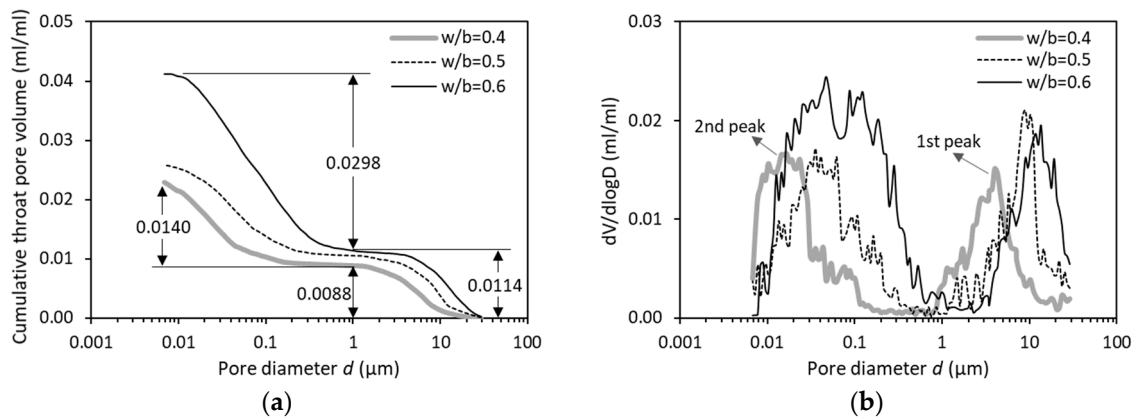 Cumulative throat pore volume (ml/ml)
0.05
0.04
0.03
0.02
0.01
0.00
w/b=0.4
w/b=0.5
w/b=0.6
0.0298
0.0140
0.0088
0.0114
0.001 0.01 0.1 1 10 100
Pore diameter d (μm)
(a)
dV/dlogD (ml/ml)
0.03
0.02
0.01
0.00
w/b=0.4
w/b=0.5
w/b=0.6
2nd peak
1st peak
0.001 0.01 0.1 1.0 10 100
Pore diameter d (μm)
(b)